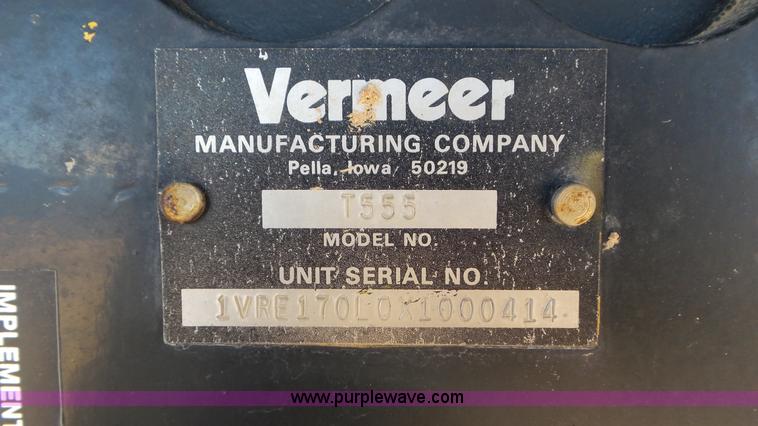 Vermeer
MANUFACTURING COMPANY
Pella, Iowa 50219
T555
MODEL NO.
UNIT SERIAL NO.
1VRE170L0X1000414
IMPLEMENT
www.purplewave.com